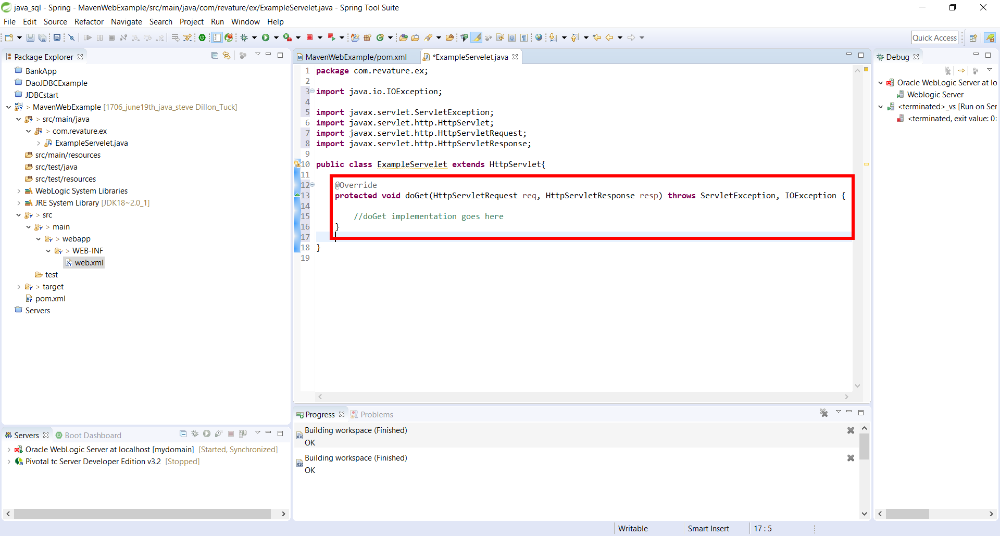 java_sql - Spring - MavenWebExample/src/main/java/com/revature/ex/ExampleServelet.java - Spring Tool Suite
File Edit Source Refactor Navigate Search Project Run Window Help
Quick Access
Package Explorer
BankApp
DaoJDBCExample
JDBCstart
> MavenWebExample [1706_june19th_java_steve Dillon_Tuck]
> src/main/java
> com.revature.ex
ExampleServelet.java
src/main/resources
src/test/java
src/test/resources
WebLogic System Libraries
JRE System Library [JDK18~2.0_1]
> src
> main
> webapp
> WEB-INF
web.xml
test
> target
pom.xml
Servers
MavenWebExample/pom.xml *ExampleServelet.java
1 package com.revature.ex;
2
3 import java.io.IOException;
4
5 import javax.servlet.ServletException;
6 import javax.servlet.http.HttpServlet;
7 import javax.servlet.http.HttpServletRequest;
8 import javax.servlet.http.HttpServletResponse;
9
10 public class ExampleServelet extends HttpServlet{
11
12 @Override
13 protected void doGet(HttpServletRequest req, HttpServletResponse resp) throws ServletException, IOException {
14
15 //doGet implementation goes here
16 }
17
18 }
19
Debug
Oracle WebLogic Server at lo
Weblogic Server
<terminated>_vs [Run on Ser
<terminated, exit value: 0>
Servers Boot Dashboard
Oracle WebLogic Server at localhost [mydomain] [Started, Synchronized]
Pivotal tc Server Developer Edition v3.2 [Stopped]
Progress Problems
Building workspace (Finished)
OK
Building workspace (Finished)
OK
Writable Smart Insert 17 : 5